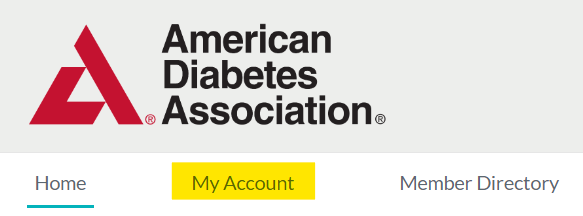 American
Diabetes
® Association®
Home My Account Member Directory